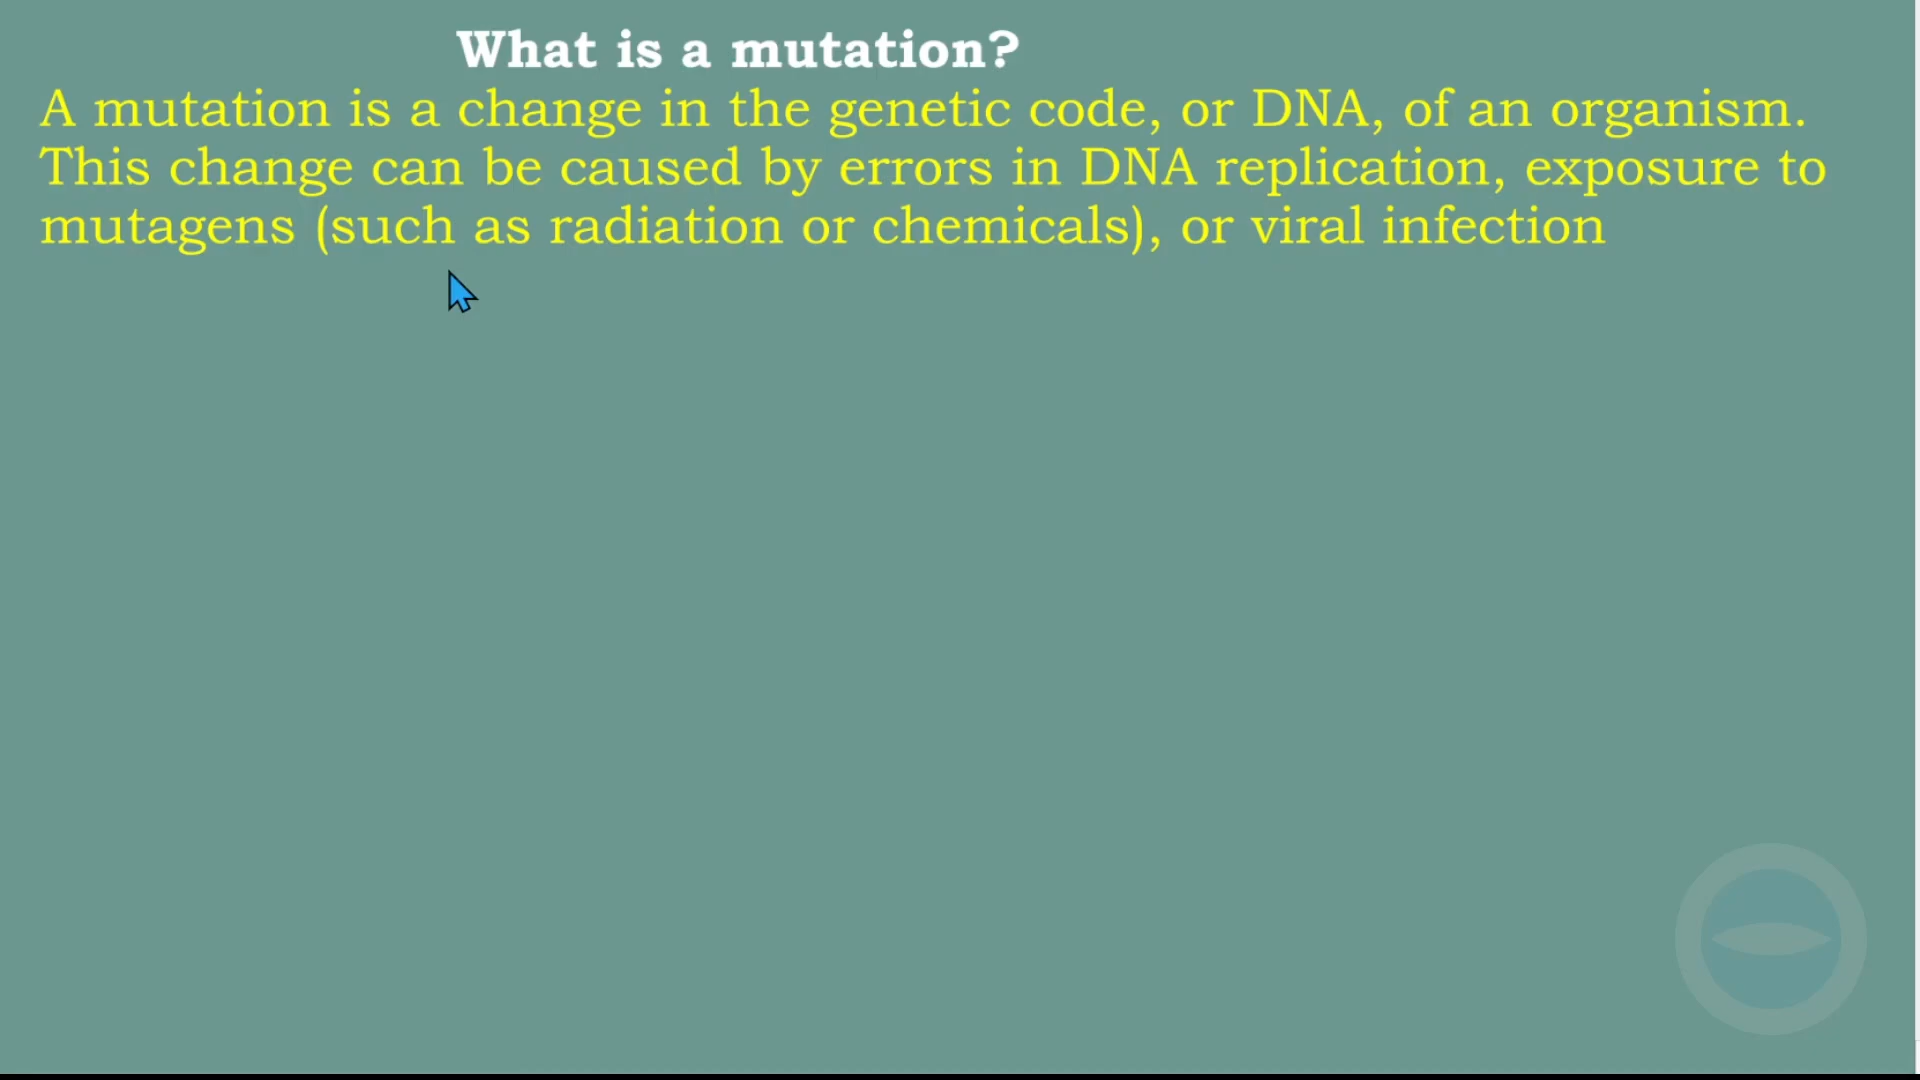 What is a mutation?
A mutation is a change in the genetic code, or DNA, of an organism.
This change can be caused by errors in DNA replication, exposure to
mutagens (such as radiation or chemicals), or viral infection